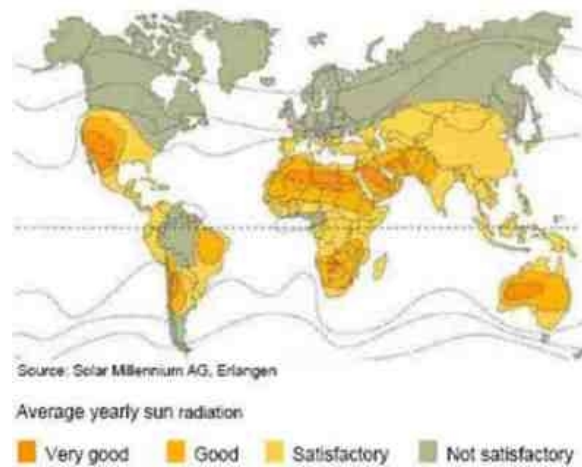 Source: Solar Millennium AG, Erlangen
Average yearly sun radiation
Very good Good Satisfactory Not satisfactory